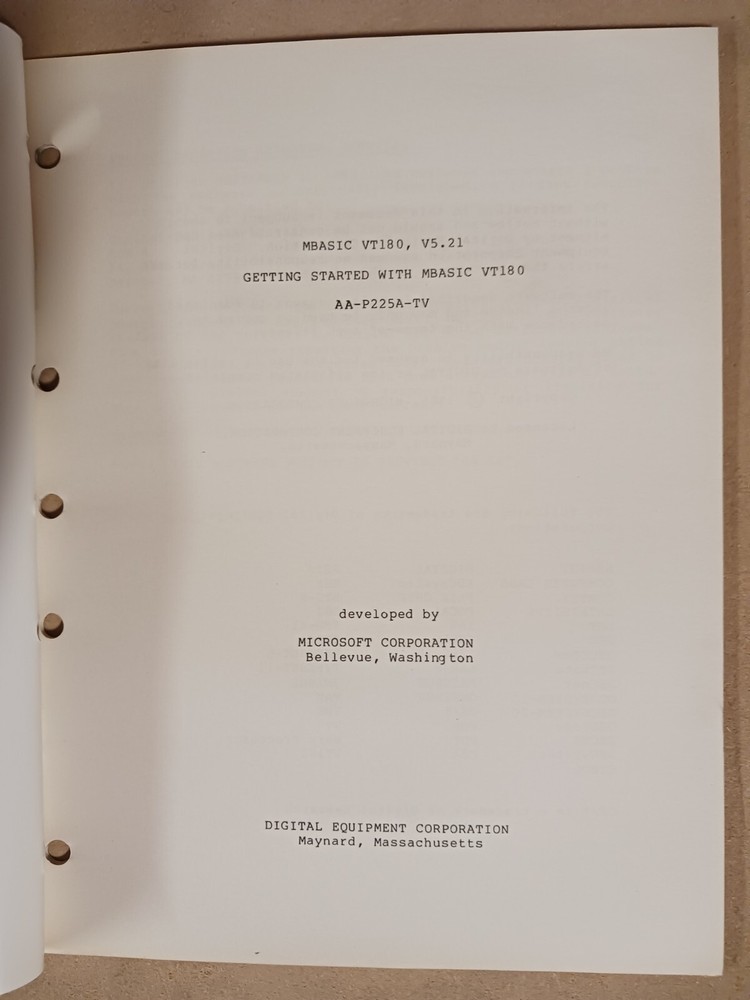 MBASIC VT180, V5.21
GETTING STARTED WITH MBASIC VT180
AA-P225A-TV
developed by
MICROSOFT CORPORATION
Bellevue, Washington
DIGITAL EQUIPMENT CORPORATION
Maynard, Massachusetts